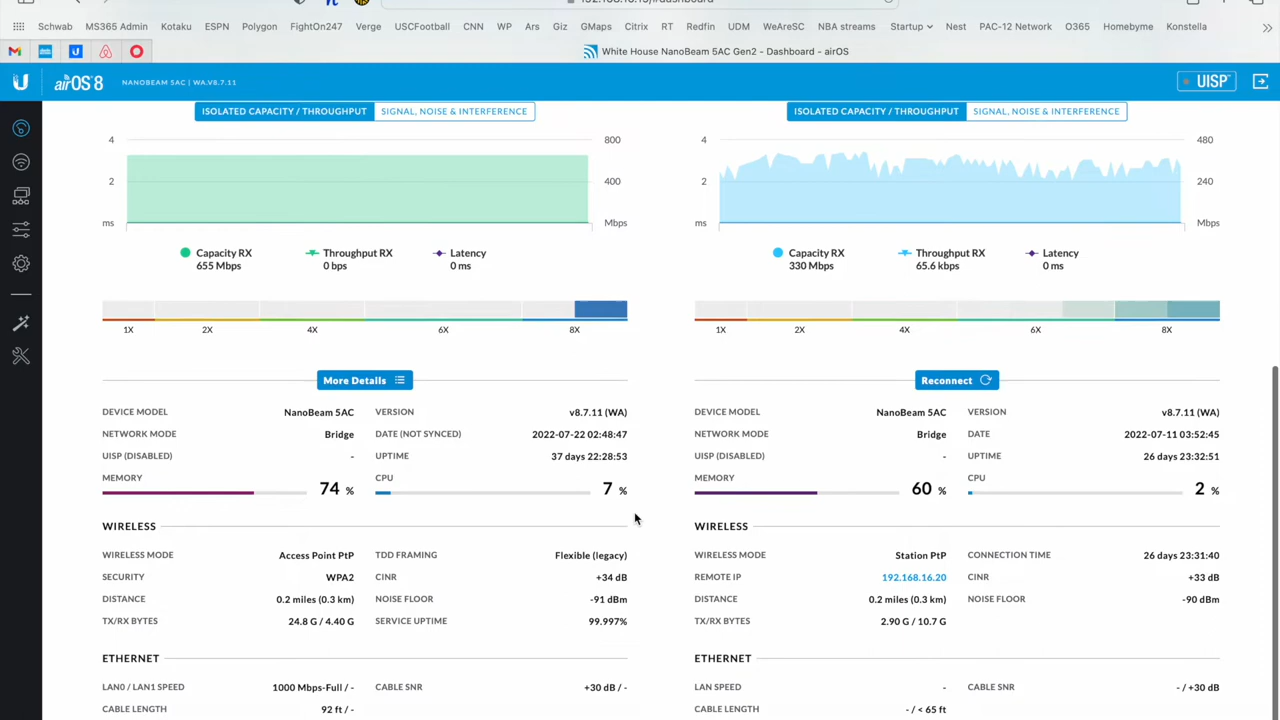 Schwab MS365 Admin Kotaku ESPN Polygon FightOn247 Verge USCFootball CNN WP Ars Giz GMaps Citrix RT Redfin UDM WeAreSC NBA streams Startup Nest PAC-12 Network O365 Homebyme Konstella
White House NanoBeam 5AC Gen2 - Dashboard - airOS
airOS 8 NANOBEAM 5AC | WA.V8.7.11 UISP
ISOLATED CAPACITY / THROUGHPUT SIGNAL, NOISE & INTERFERENCE ISOLATED CAPACITY / THROUGHPUT SIGNAL, NOISE & INTERFERENCE
4 800 4 480
2 400 2 240
ms Mbps ms Mbps
Capacity RX Throughput RX Latency Capacity RX Throughput RX Latency
655 Mbps 0 bps 0 ms 330 Mbps 65.6 kbps 0 ms
1X 2X 4X 6X 8X 1X 2X 4X 6X 8X
More Details Reconnect
DEVICE MODEL NanoBeam 5AC VERSION v8.7.11 (WA) DEVICE MODEL NanoBeam 5AC VERSION v8.7.11 (WA)
NETWORK MODE Bridge DATE (NOT SYNCED) 2022-07-22 02:48:47 NETWORK MODE Bridge DATE 2022-07-11 03:52:45
UISP (DISABLED) - UPTIME 37 days 22:28:53 UISP (DISABLED) - UPTIME 26 days 23:32:51
MEMORY 74 % CPU 7 % MEMORY 60 % CPU 2 %
WIRELESS WIRELESS
WIRELESS MODE Access Point PtP TDD FRAMING Flexible (legacy) WIRELESS MODE Station PtP CONNECTION TIME 26 days 23:31:40
SECURITY WPA2 CINR +34 dB REMOTE IP 192.168.16.20 CINR +33 dB
DISTANCE 0.2 miles (0.3 km) NOISE FLOOR -91 dBm DISTANCE 0.2 miles (0.3 km) NOISE FLOOR -90 dBm
TX/RX BYTES 24.8 G / 4.40 G SERVICE UPTIME 99.997% TX/RX BYTES 2.90 G / 10.7 G
ETHERNET ETHERNET
LAN0 / LAN1 SPEED 1000 Mbps-Full / - CABLE SNR +30 dB / - LAN SPEED - CABLE SNR - / +30 dB
CABLE LENGTH 92 ft / - CABLE LENGTH - / < 65 ft